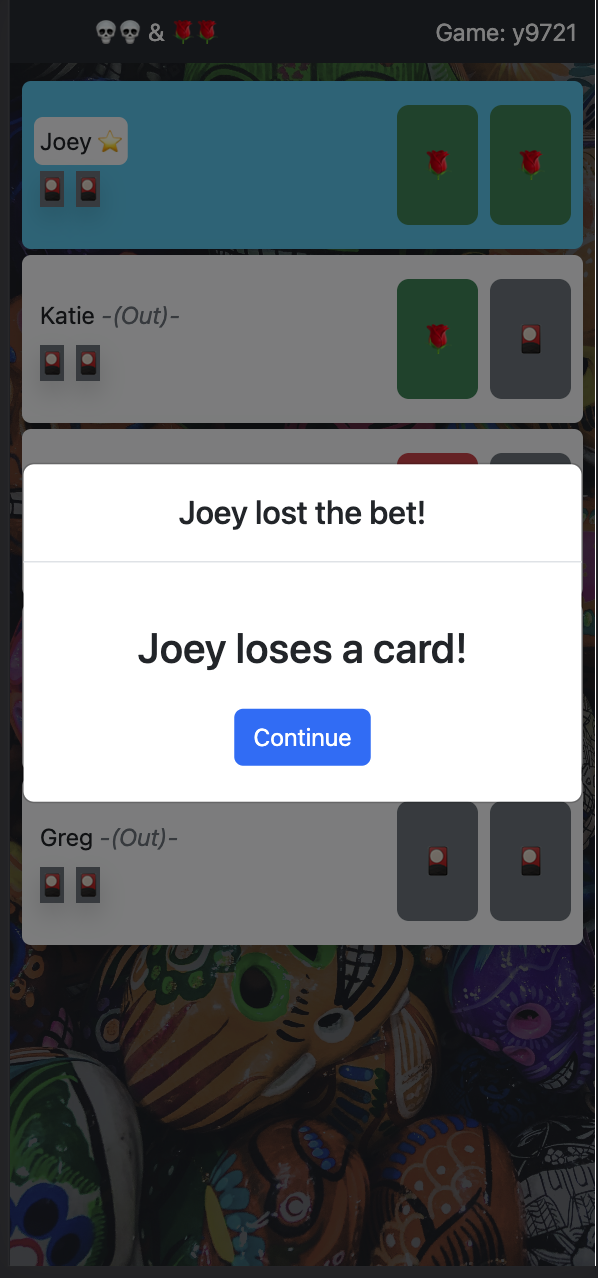 💀💀 & 🌹🌹 Game: y9721
Joey ⭐
Katie -(Out)-
Joey lost the bet!
Joey loses a card!
Continue
Greg -(Out)-